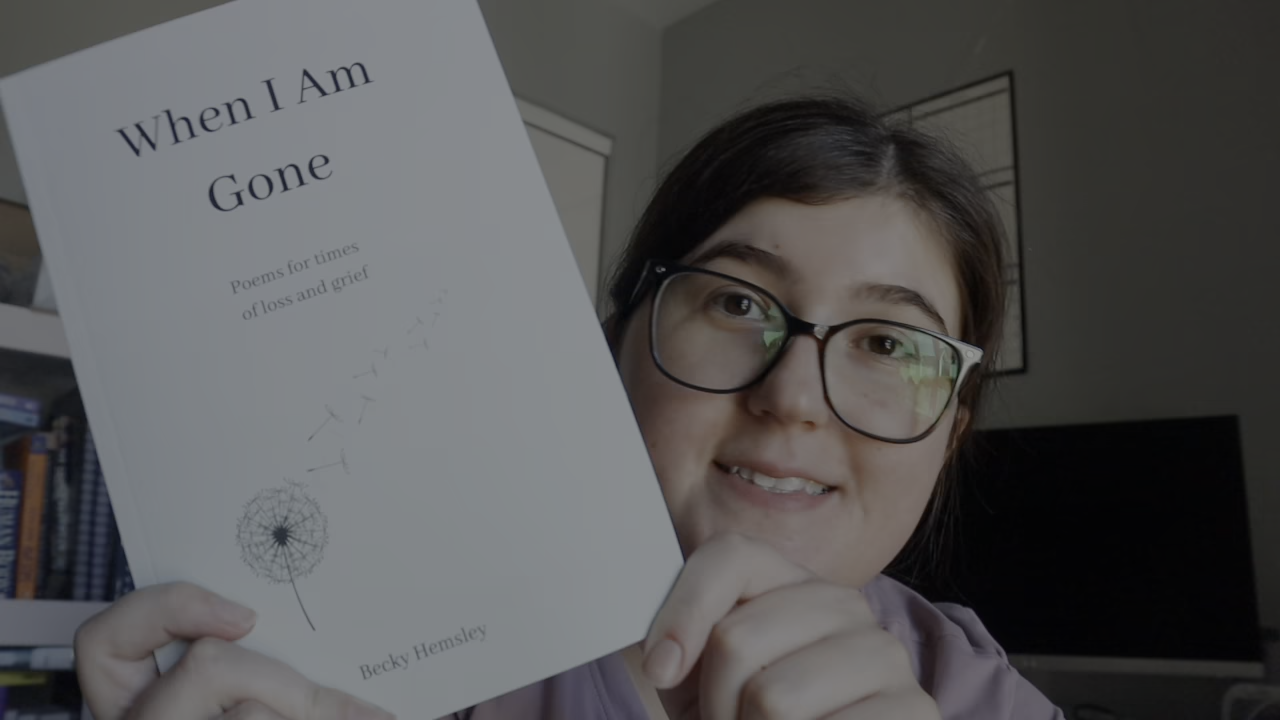 When I Am
Gone
Poems for times
of loss and grief
Becky Hemsley